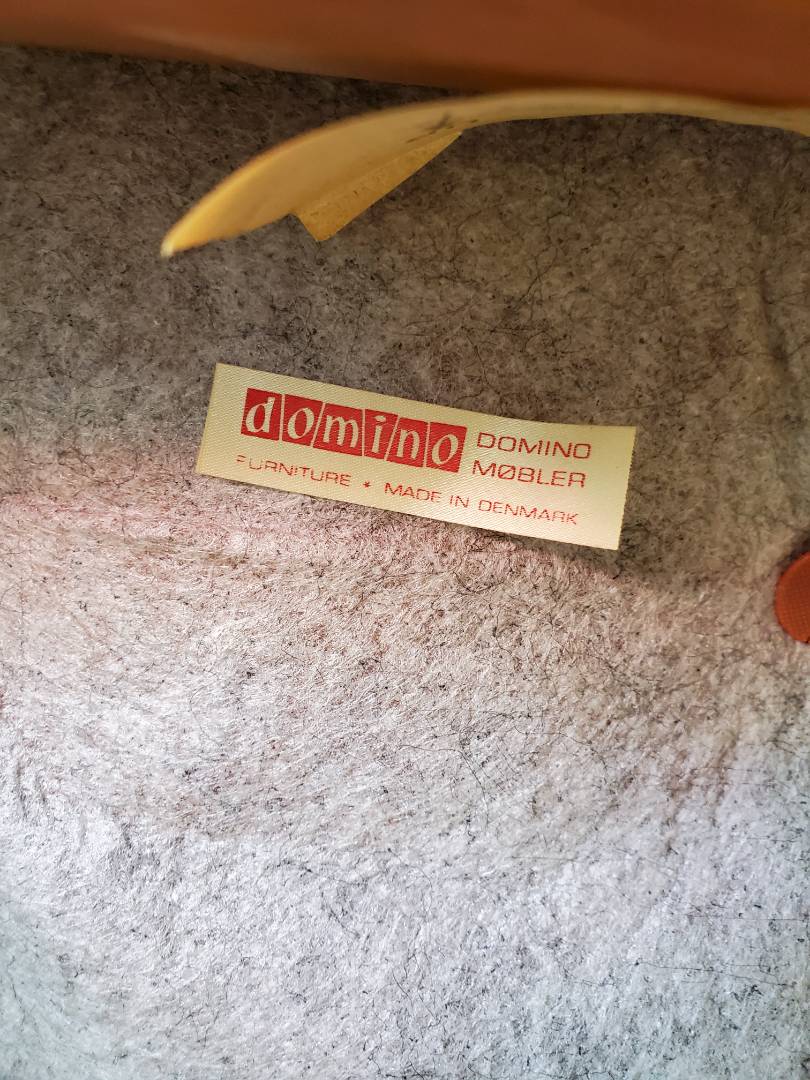 domino DOMINO
MØBLER
FURNITURE * MADE IN DENMARK